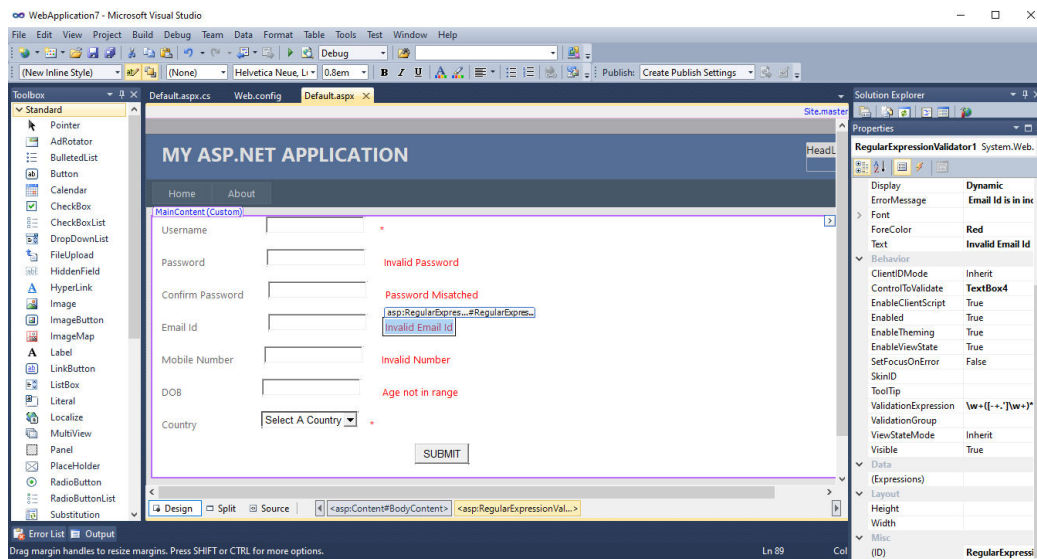 WebApplication7 - Microsoft Visual Studio
File Edit View Project Build Debug Team Data Format Table Tools Test Window Help
Debug
(New Inline Style) (None) Helvetica Neue, Lu 0.8em B I U A Publish: Create Publish Settings
Toolbox
Standard
Pointer
AdRotator
BulletedList
Button
Calendar
CheckBox
CheckBoxList
DropDownList
FileUpload
HiddenField
HyperLink
Image
ImageButton
ImageMap
Label
LinkButton
ListBox
Literal
Localize
MultiView
Panel
PlaceHolder
RadioButton
RadioButtonList
Substitution
Default.aspx.cs Web.config Default.aspx
Site.master
MY ASP.NET APPLICATION
HeadL
Home About
MainContent (Custom)
Username *
Password Invalid Password
Confirm Password Password Misatched
asp:RegularExpres...#RegularExpres...
Email Id Invalid Email Id
Mobile Number Invalid Number
DOB Age not in range
Country Select A Country *
SUBMIT
Design Split Source <asp:Content#BodyContent> <asp:RegularExpressionVal...>
Solution Explorer
Properties
RegularExpressionValidator1 System.Web.
Display Dynamic
ErrorMessage Email Id is in inc
Font
ForeColor Red
Text Invalid Email Id
Behavior
ClientIDMode Inherit
ControlToValidate TextBox4
EnableClientScript True
Enabled True
EnableTheming True
EnableViewState True
SetFocusOnError False
SkinID
ToolTip
ValidationExpression \w+([-+.']\w+)*
ValidationGroup
ViewStateMode Inherit
Visible True
Data
(Expressions)
Layout
Height
Width
Misc
(ID) RegularExpressi
Error List Output
Drag margin handles to resize margins. Press SHIFT or CTRL for more options. Ln 89 Col